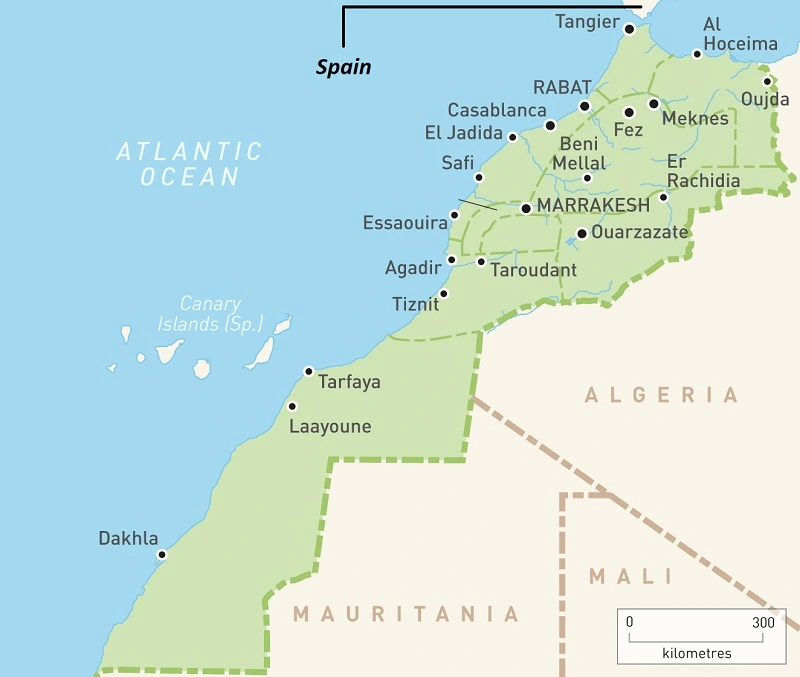 Tangier
Al
Hoceima
Spain
RABAT
Oujda
Casablanca
Meknes
Fez
El Jadida
ATLANTIC
OCEAN
Beni
Mellal
Safi
Er
Rachidia
MARRAKESH
Essaouira
Ouarzazate
Agadir
Taroudant
Tiznit
Canary
Islands (Sp.)
Tarfaya
ALGERIA
Laayoune
Dakhla
MALI
MAURITANIA
0 300
kilometres